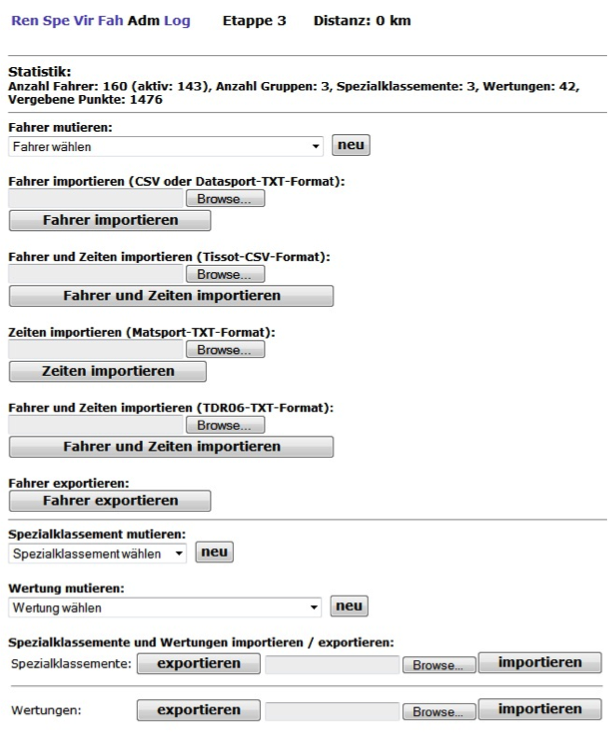 Ren Spe Vir Fah Adm Log Etappe 3 Distanz: 0 km
Statistik:
Anzahl Fahrer: 160 (aktiv: 143), Anzahl Gruppen: 3, Spezialklassemente: 3, Wertungen: 42,
Vergebene Punkte: 1476
Fahrer mutieren:
Fahrer wählen neu
Fahrer importieren (CSV oder Datasport-TXT-Format):
Browse...
Fahrer importieren
Fahrer und Zeiten importieren (Tissot-CSV-Format):
Browse...
Fahrer und Zeiten importieren
Zeiten importieren (Matsport-TXT-Format):
Browse...
Zeiten importieren
Fahrer und Zeiten importieren (TDR06-TXT-Format):
Browse...
Fahrer und Zeiten importieren
Fahrer exportieren:
Fahrer exportieren
Spezialklassement mutieren:
Spezialklassement wählen neu
Wertung mutieren:
Wertung wählen neu
Spezialklassemente und Wertungen importieren / exportieren:
Spezialklassemente: exportieren Browse... importieren
Wertungen: exportieren Browse... importieren